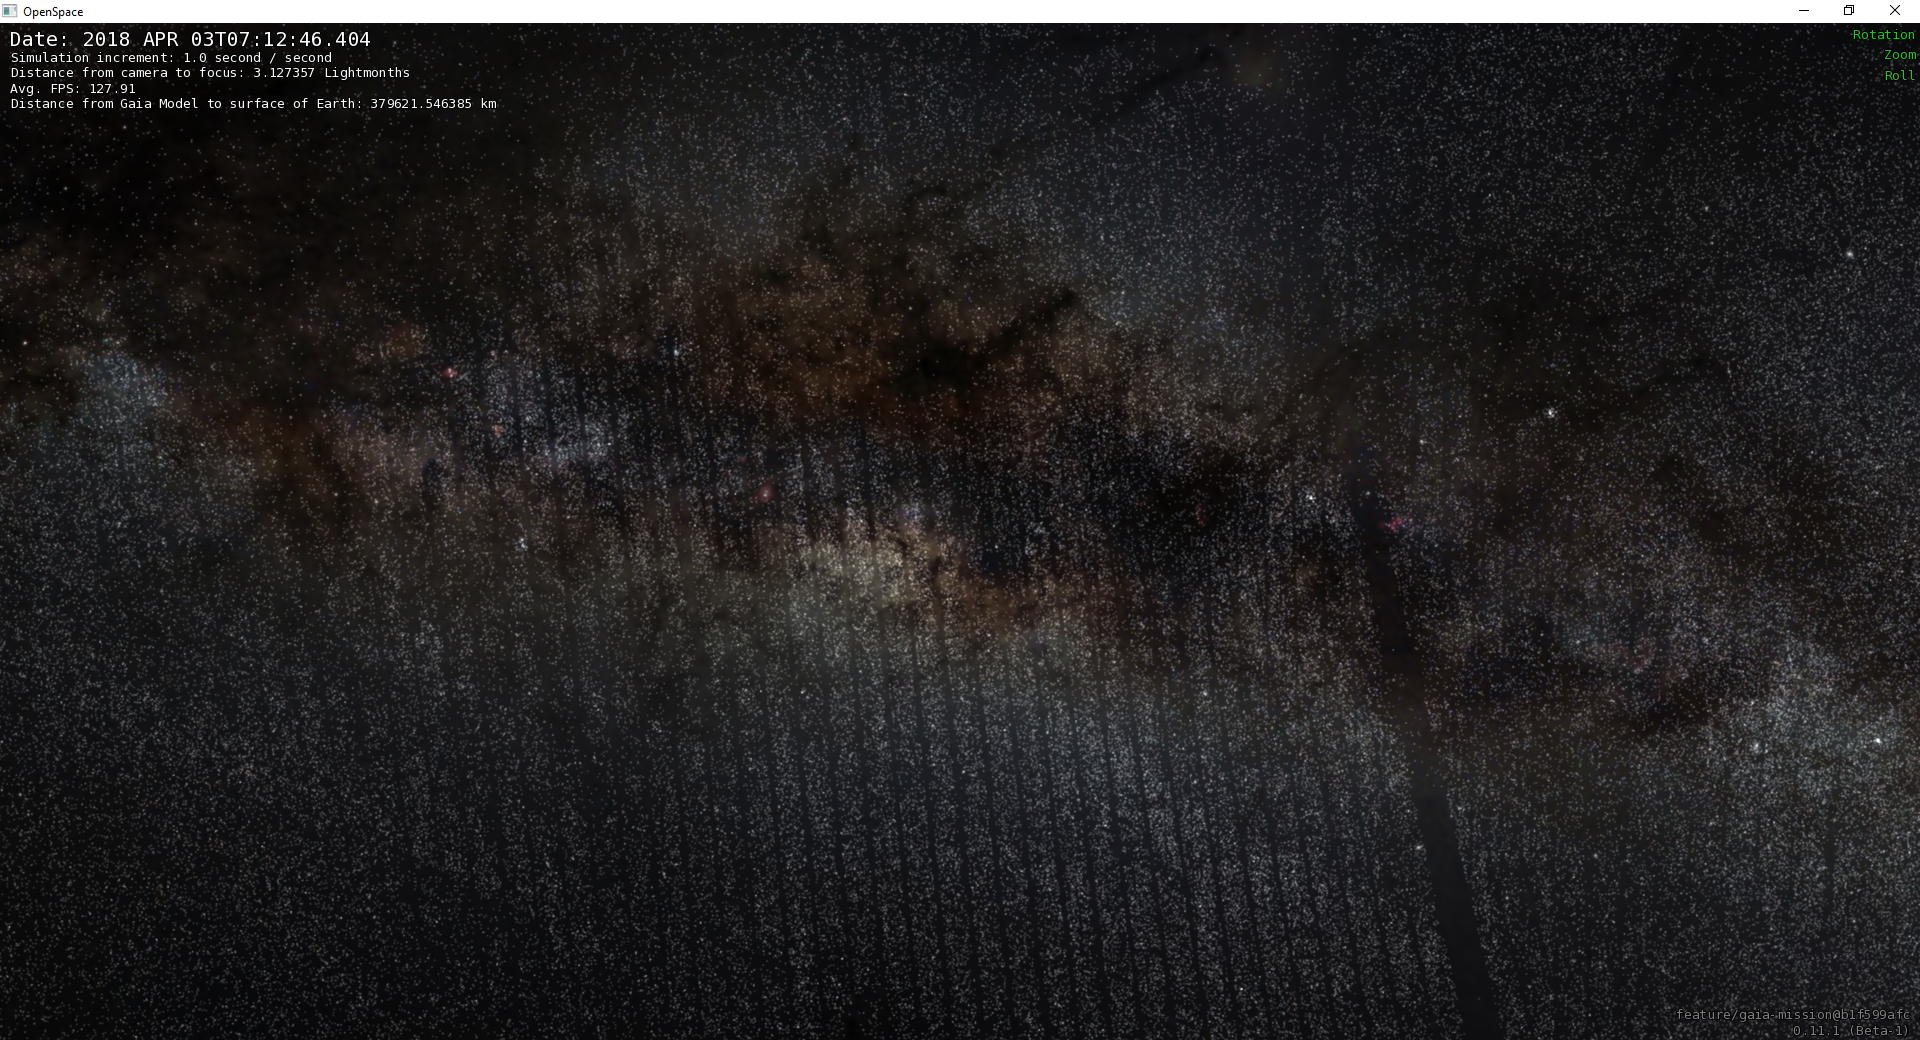 OpenSpace
Date: 2018 APR 03T07:12:46.404
Simulation increment: 1.0 second / second
Distance from camera to focus: 3.127357 Lightmonths
Avg. FPS: 127.91
Distance from Gaia Model to surface of Earth: 379621.546385 km
Rotation
Zoom
Roll
feature/gaia-mission@b1f599afc
0.11.1 (Beta-1)